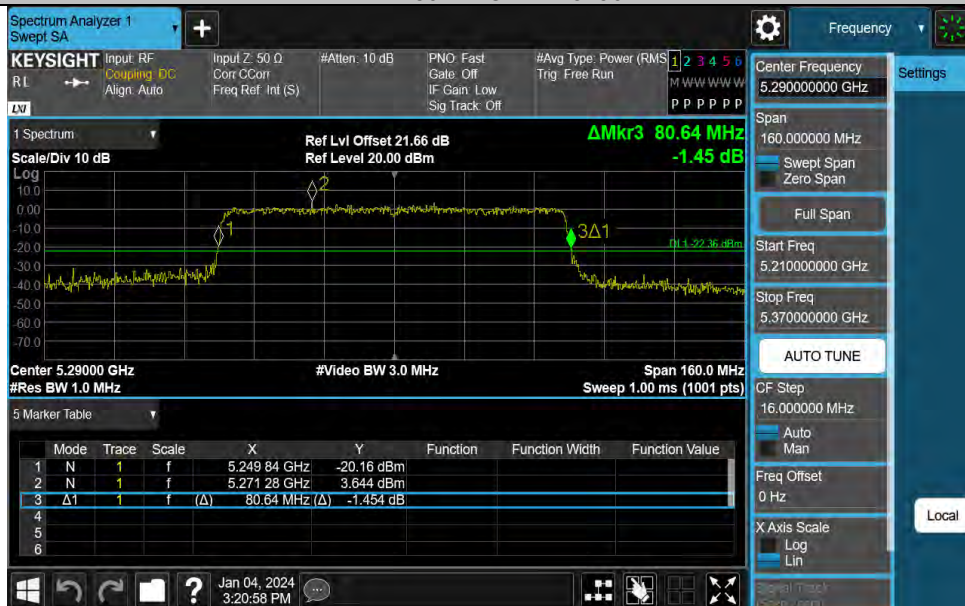 Spectrum Analyzer 1
Swept SA
+
Frequency
KEYSIGHT
RL
LXI
Input: RF
Coupling: DC
Align: Auto
Input Z: 50 Ω
Corr CCorr
Freq Ref: Int (S)
#Atten: 10 dB
PNO: Fast
Gate: Off
IF Gain: Low
Sig Track: Off
#Avg Type: Power (RMS
Trig: Free Run
1 2 3 4 5 6
M W W W W W
P P P P P P
1 Spectrum
Scale/Div 10 dB
Ref Lvl Offset 21.66 dB
Ref Level 20.00 dBm
ΔMkr3 80.64 MHz
-1.45 dB
Log
10.0
0.00
-10.0
-20.0
-30.0
-40.0
-50.0
-60.0
-70.0
1
2
3Δ1
DL1 -22.36 dBm
Center 5.29000 GHz
#Video BW 3.0 MHz
Span 160.0 MHz
#Res BW 1.0 MHz
Sweep 1.00 ms (1001 pts)
5 Marker Table
Mode Trace Scale X Y Function Function Width Function Value
1 N 1 f 5.249 84 GHz -20.16 dBm
2 N 1 f 5.271 28 GHz 3.644 dBm
3 Δ1 1 f (Δ) 80.64 MHz (Δ) -1.454 dB
4
5
6
?
Jan 04, 2024
3:20:58 PM
Center Frequency
5.290000000 GHz
Span
160.000000 MHz
Swept Span
Zero Span
Full Span
Start Freq
5.210000000 GHz
Stop Freq
5.370000000 GHz
AUTO TUNE
CF Step
16.000000 MHz
Auto
Man
Freq Offset
0 Hz
X Axis Scale
Log
Lin
Signal Track
Settings
Local